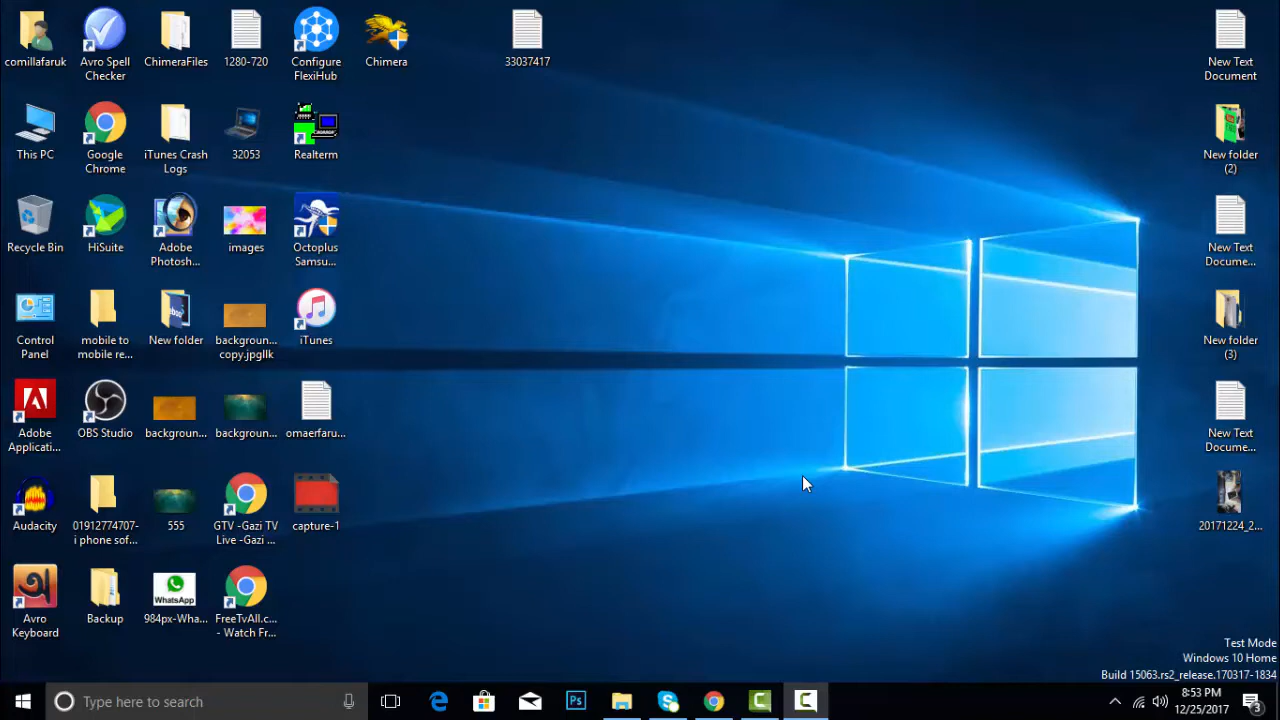 comillafaruk
Avro Spell
Checker
ChimeraFiles
1280-720
Configure
FlexiHub
Chimera
33037417
New Text
Document
This PC
Google
Chrome
iTunes Crash
Logs
32053
Realterm
New folder
(2)
Recycle Bin
HiSuite
Adobe
Photosh...
images
Octoplus
Samsu...
New Text
Docume...
Control
Panel
mobile to
mobile re...
New folder
backgroun...
copy.jpgllk
iTunes
New folder
(3)
Adobe
Applicati...
OBS Studio
backgroun...
backgroun...
omaerfaru...
New Text
Docume...
Audacity
01912774707-
i phone sof...
555
GTV -Gazi TV
Live -Gazi ...
capture-1
20171224_2...
Avro
Keyboard
Backup
WhatsApp
984px-Wha...
FreeTvAll.c...
- Watch Fr...
Test Mode
Windows 10 Home
Build 15063.rs2_release.170317-1834
Type here to search
Ps
6:53 PM
12/25/2017
3